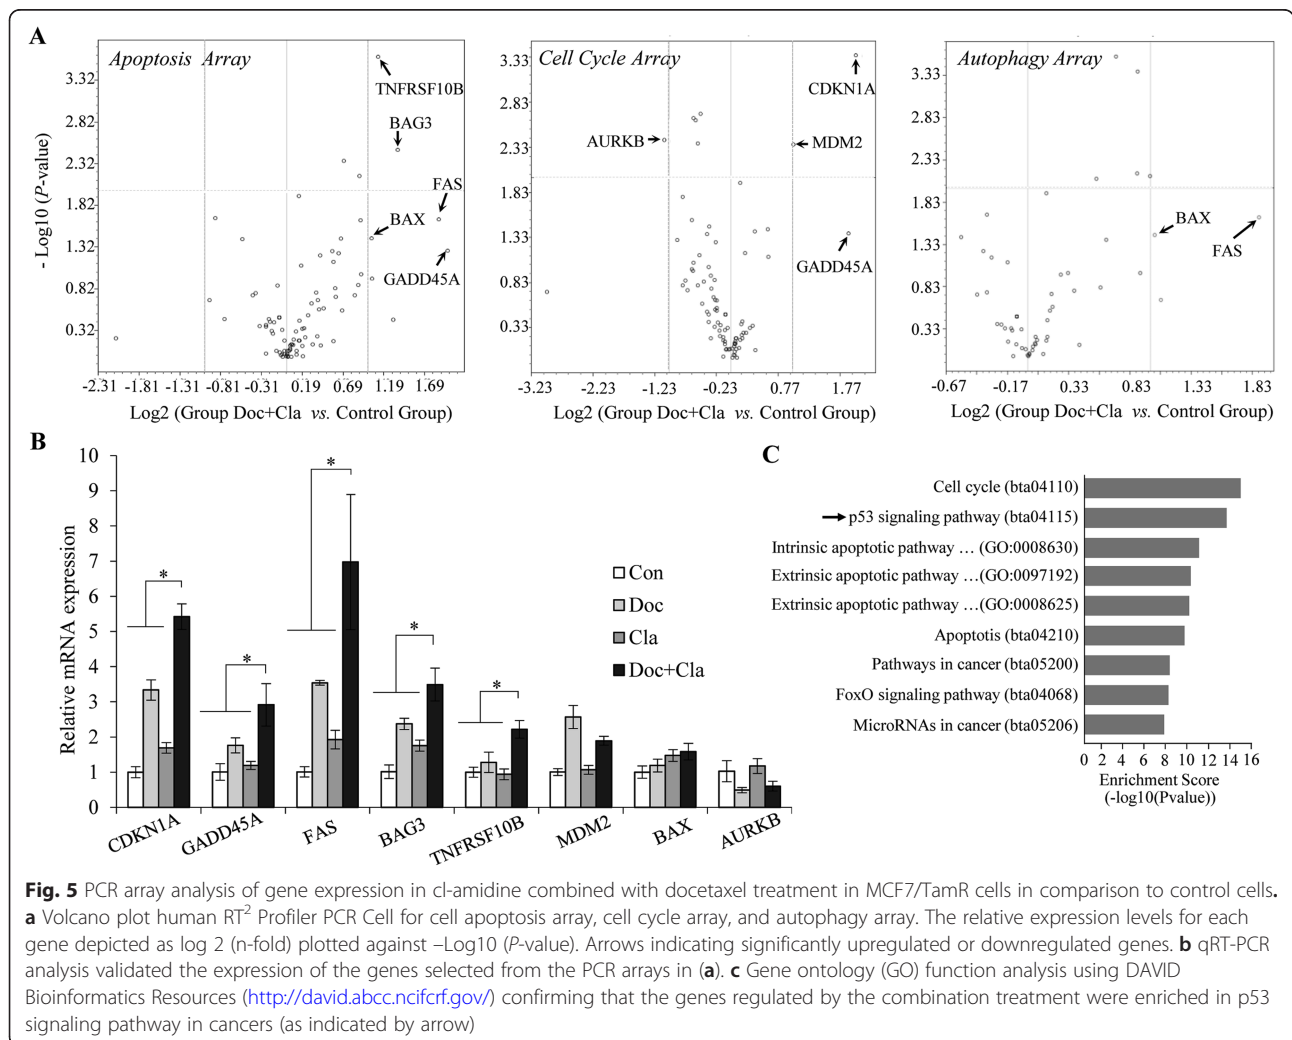 A
Apoptosis Array
Cell Cycle Array
Autophagy Array
- Log10 (P-value)
3.32
2.82
2.32
1.82
1.32
0.82
0.32
TNFRSF10B
BAG3
FAS
BAX
GADD45A
-2.31 -1.81 -1.31 -0.81 -0.31 0.19 0.69 1.19 1.69
Log2 (Group Doc+Cla vs. Control Group)
3.33
2.83
2.33
1.83
1.33
0.83
0.33
CDKN1A
AURKB
MDM2
GADD45A
-3.23 -2.23 -1.23 -0.23 0.77 1.77
Log2 (Group Doc+Cla vs. Control Group)
3.33
2.83
2.33
1.83
1.33
0.83
0.33
BAX
FAS
-0.67 -0.17 0.33 0.83 1.33 1.83
Log2 (Group Doc+Cla vs. Control Group)
B
Relative mRNA expression
10
9
8
7
6
5
4
3
2
1
0
* * * * *
Con
Doc
Cla
Doc+Cla
CDKN1A GADD45A FAS BAG3 TNFRSF10B MDM2 BAX AURKB
C
Cell cycle (bta04110)
p53 signaling pathway (bta04115)
Intrinsic apoptotic pathway … (GO:0008630)
Extrinsic apoptotic pathway …(GO:0097192)
Extrinsic apoptotic pathway …(GO:0008625)
Apoptotis (bta04210)
Pathways in cancer (bta05200)
FoxO signaling pathway (bta04068)
MicroRNAs in cancer (bta05206)
0 2 4 6 8 10 12 14 16
Enrichment Score
(-log10(Pvalue))
Fig. 5 PCR array analysis of gene expression in cl-amidine combined with docetaxel treatment in MCF7/TamR cells in comparison to control cells.
a Volcano plot human RT2 Profiler PCR Cell for cell apoptosis array, cell cycle array, and autophagy array. The relative expression levels for each
gene depicted as log 2 (n-fold) plotted against –Log10 (P-value). Arrows indicating significantly upregulated or downregulated genes. b qRT-PCR
analysis validated the expression of the genes selected from the PCR arrays in (a). c Gene ontology (GO) function analysis using DAVID
Bioinformatics Resources (http://david.abcc.ncifcrf.gov/) confirming that the genes regulated by the combination treatment were enriched in p53
signaling pathway in cancers (as indicated by arrow)